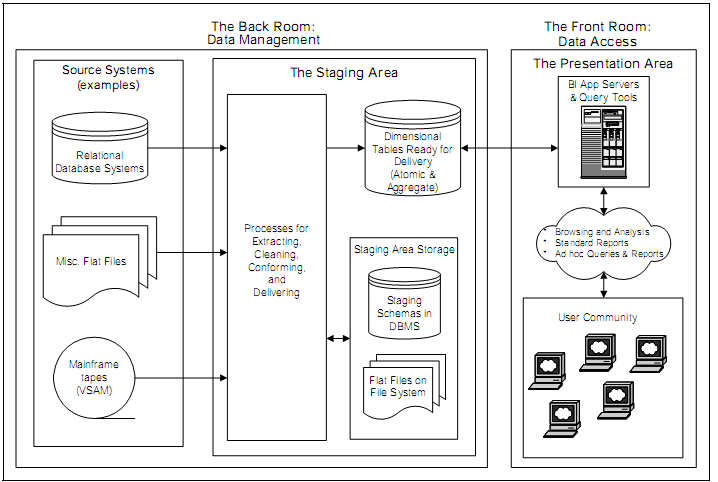 The Back Room:
Data Management
The Front Room:
Data Access
Source Systems
(examples)
The Staging Area
The Presentation Area
Relational
Database Systems
Misc. Flat Files
Mainframe
tapes
(VSAM)
Processes for
Extracting,
Cleaning,
Conforming,
and
Delivering
Dimensional
Tables Ready for
Delivery
(Atomic &
Aggregate)
Staging Area Storage
Staging
Schemas in
DBMS
Flat Files on
File System
BI App Servers
& Query Tools
* Browsing and Analysis
* Standard Reports
* Ad hoc Queries & Reports
User Community